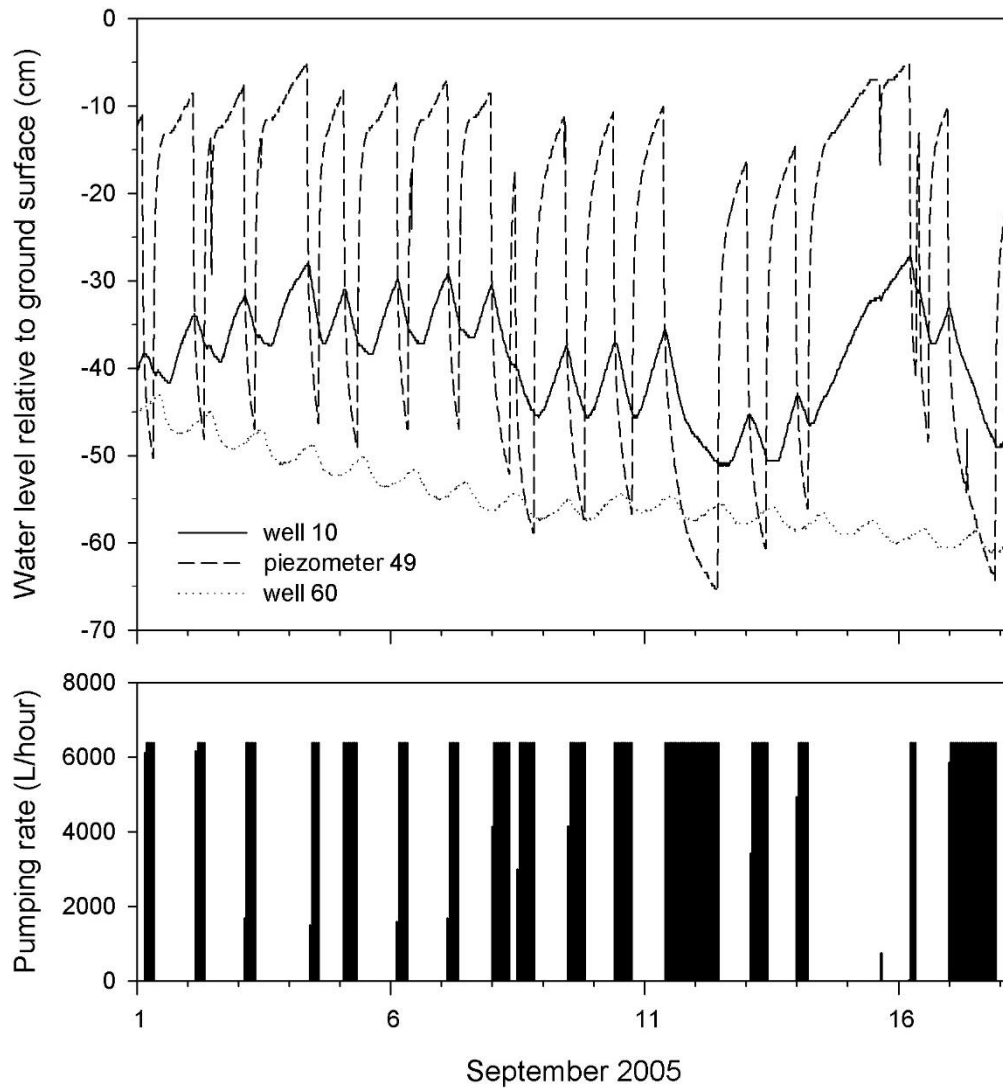 Water level relative to ground surface (cm)
0
-10
-20
-30
-40
-50
-60
-70
well 10
piezometer 49
well 60
Pumping rate (L/hour)
8000
6000
4000
2000
0
1 6 11 16
September 2005